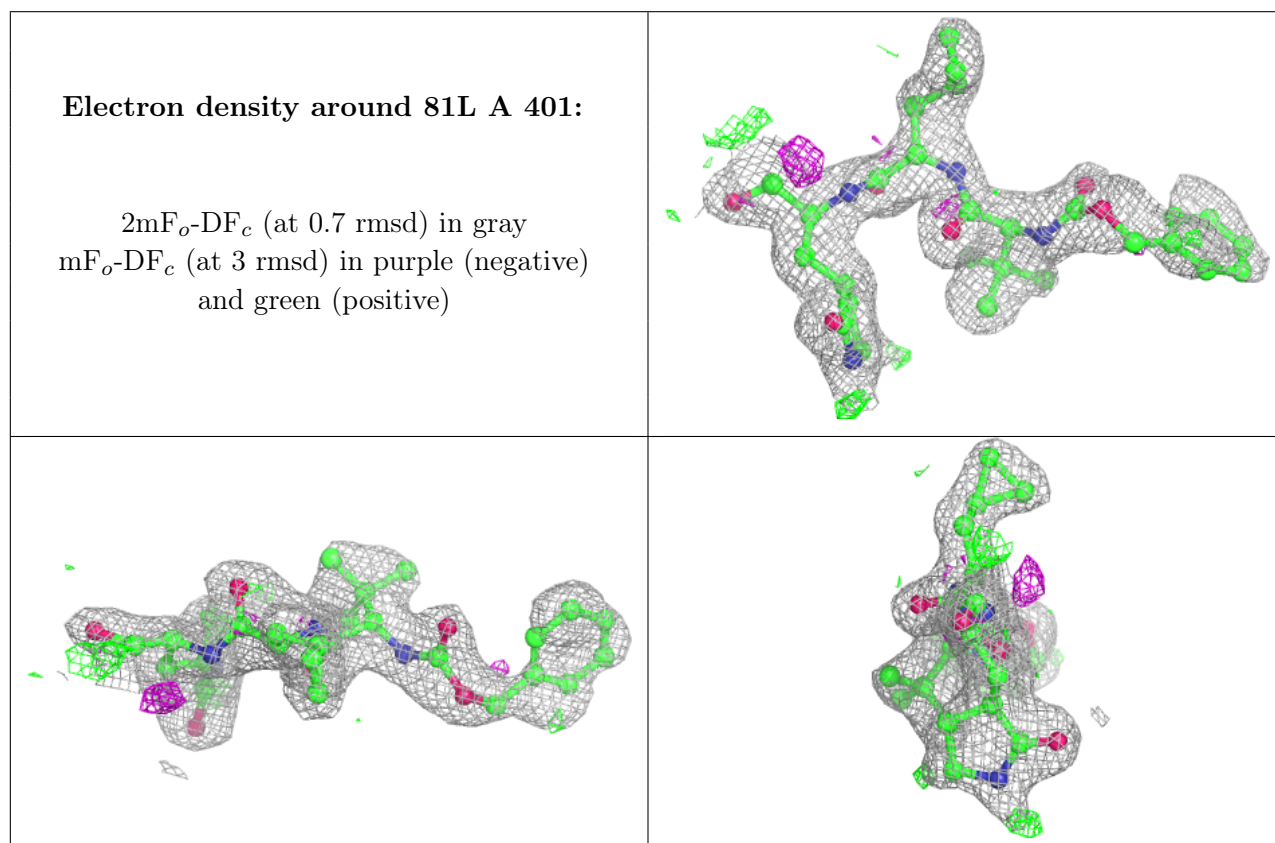 Electron density around 81L A 401:
2mFo-DFc (at 0.7 rmsd) in gray
mFo-DFc (at 3 rmsd) in purple (negative)
and green (positive)